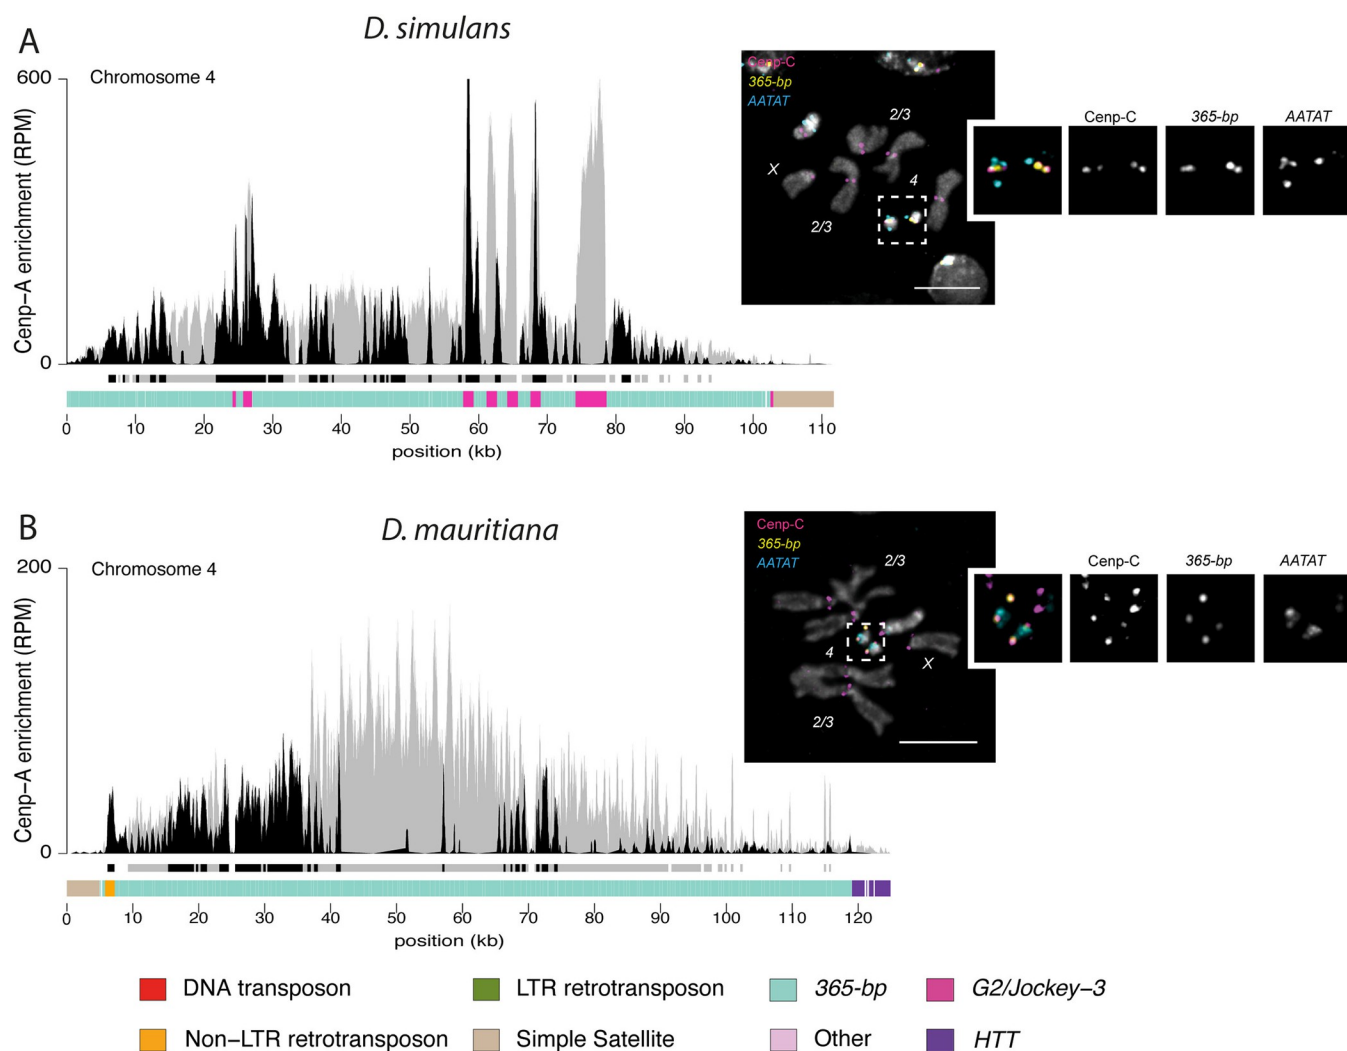 A
D. simulans
600
Chromosome 4
Cenp-A enrichment (RPM)
0
0 10 20 30 40 50 60 70 80 90 100 110
position (kb)
Cenp-C
365-bp
AATAT
2/3
X
4
2/3
Cenp-C 365-bp AATAT
B
D. mauritiana
200
Chromosome 4
Cenp-A enrichment (RPM)
0
0 10 20 30 40 50 60 70 80 90 100 110 120
position (kb)
Cenp-C
365-bp
AATAT
2/3
4
X
2/3
Cenp-C 365-bp AATAT
DNA transposon LTR retrotransposon 365-bp G2/Jockey-3
Non-LTR retrotransposon Simple Satellite Other HTT